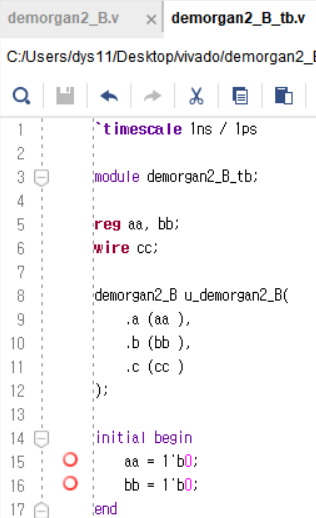 demorgan2_B.v × demorgan2_B_tb.v
C:/Users/dys11/Desktop/vivado/demorgan2_B
1 `timescale 1ns / 1ps
2
3 module demorgan2_B_tb;
4
5 reg aa, bb;
6 wire cc;
7
8 demorgan2_B u_demorgan2_B(
9 .a (aa ),
10 .b (bb ),
11 .c (cc )
12 );
13
14 initial begin
15 aa = 1'b0;
16 bb = 1'b0;
17 end